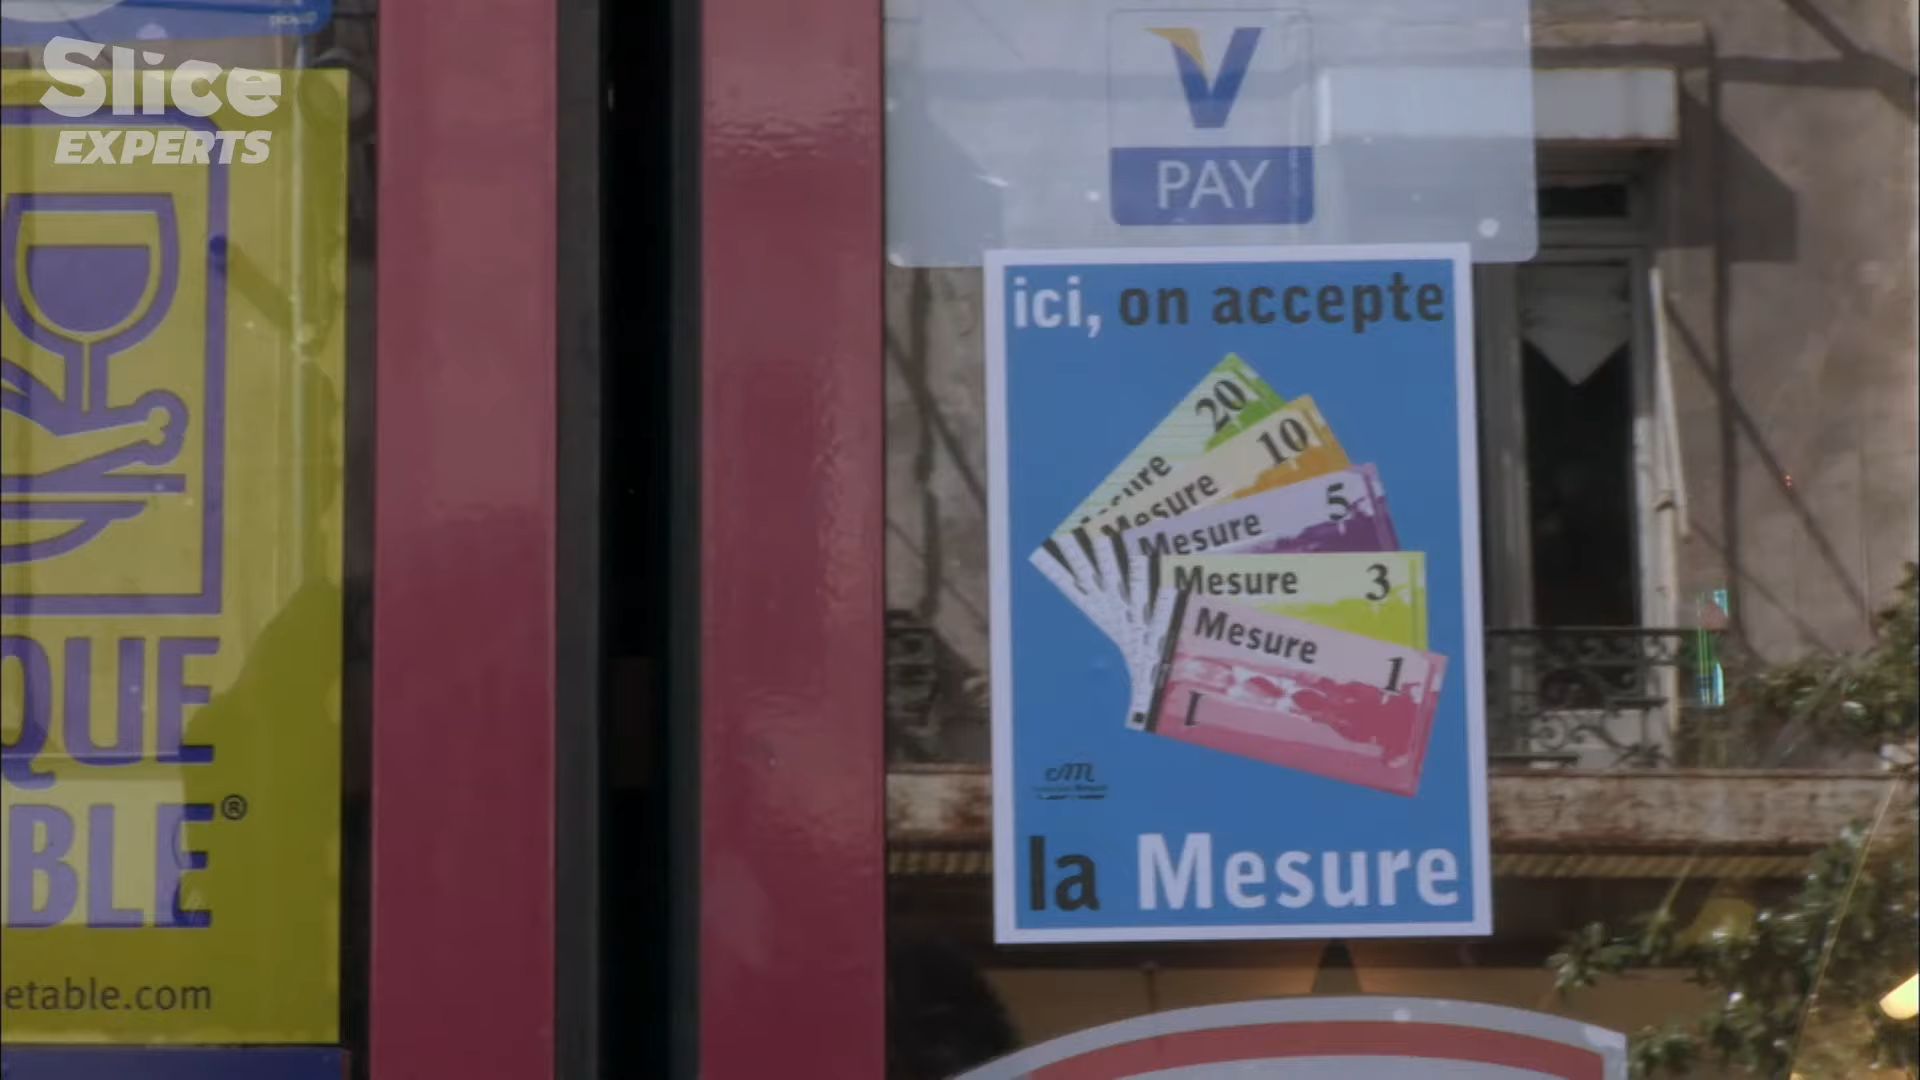 Slice
EXPERTS
QUE
BLE®
etable.com
V
PAY
ici, on accepte
20
10
Mesure
5
Mesure
3
Mesure
1
Mesure
1
la Mesure